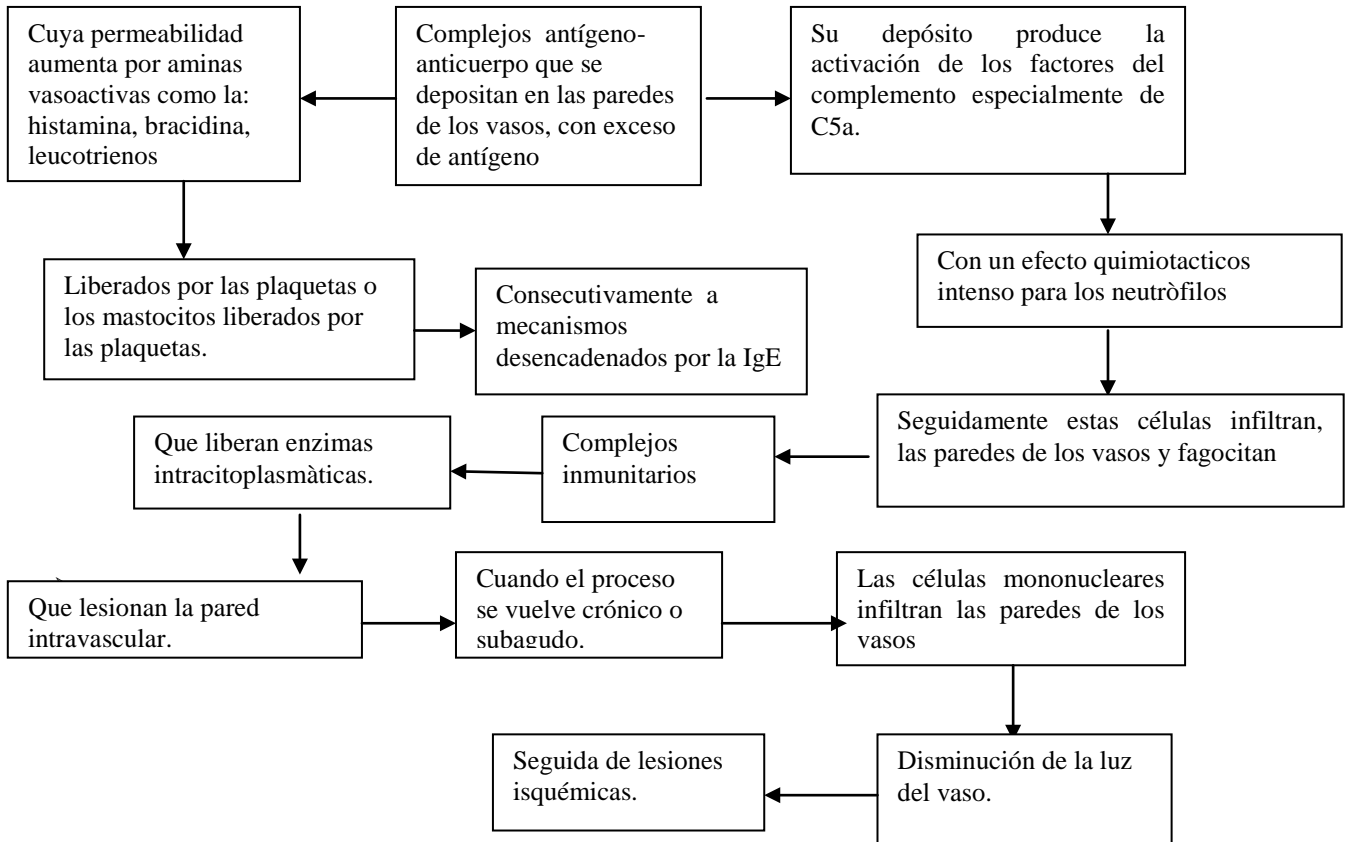 Cuya permeabilidad
aumenta por aminas
vasoactivas como la:
histamina, bracidina,
leucotrienos
Complejos antígeno-
anticuerpo que se
depositan en las paredes
de los vasos, con exceso
de antígeno
Su depósito produce la
activación de los factores del
complemento especialmente de
C5a.
Liberados por las plaquetas o
los mastocitos liberados por
las plaquetas.
Consecutivamente a
mecanismos
desencadenados por la IgE
Con un efecto quimiotacticos
intenso para los neutròfilos
Seguidamente estas células infiltran,
las paredes de los vasos y fagocitan
Complejos
inmunitarios
Que liberan enzimas
intracitoplasmàticas.
Que lesionan la pared
intravascular.
Cuando el proceso
se vuelve crónico o
subagudo.
Las células mononucleares
infiltran las paredes de los
vasos
Disminución de la luz
del vaso.
Seguida de lesiones
isquémicas.